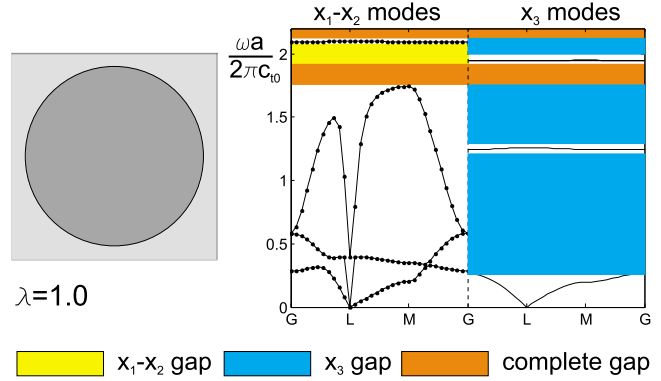 x₁-x₂ modes
x₃ modes
ωa
2πc_t0
2
1.5
1
0.5
0
G
L
M
G
L
M
G
λ=1.0
x₁-x₂ gap
x₃ gap
complete gap